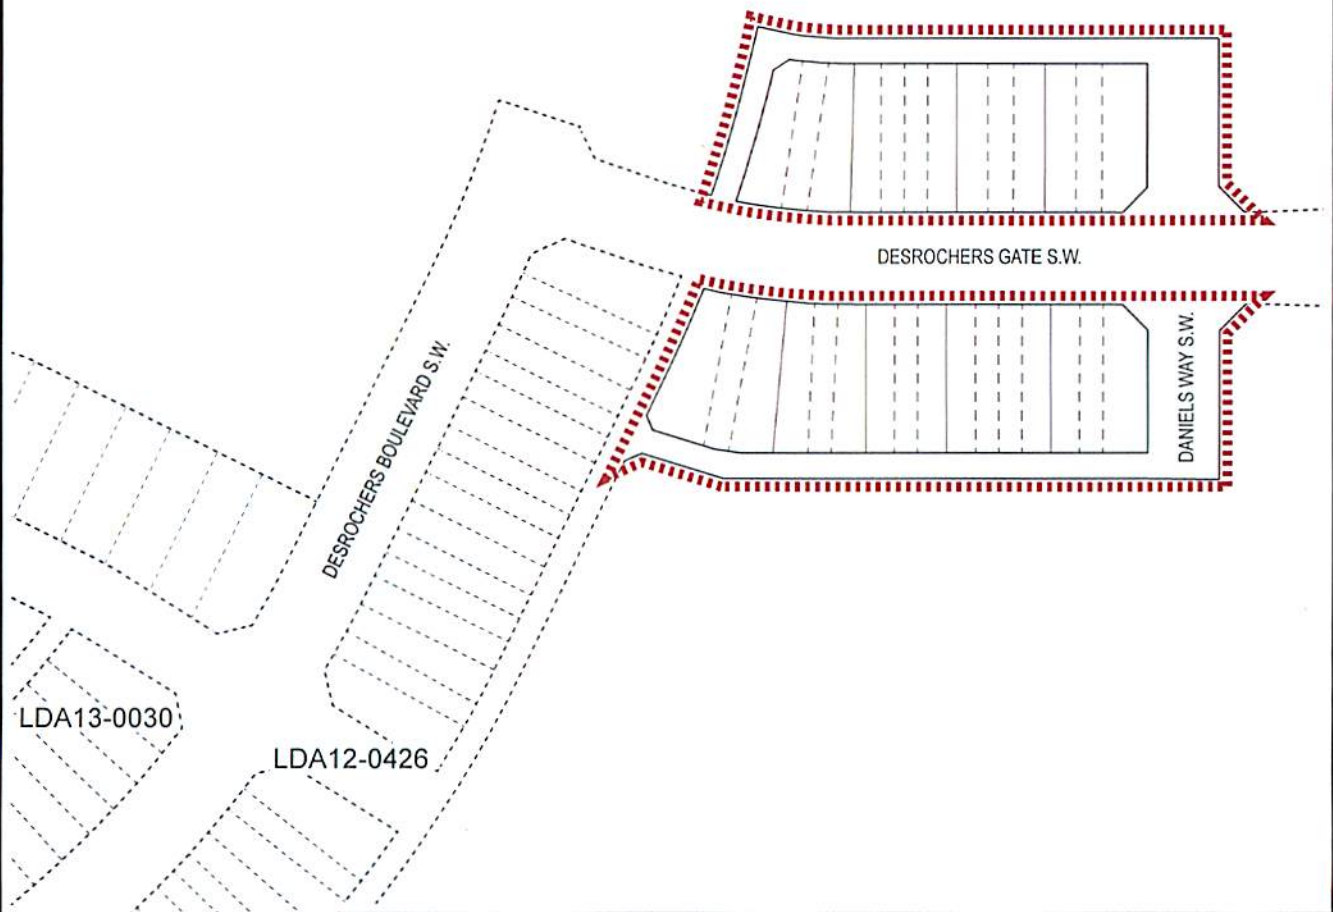 DESROCHERS GATE S.W.
DANIELS WAY S.W.
DESROCHERS BOULEVARD S.W.
LDA13-0030
LDA12-0426